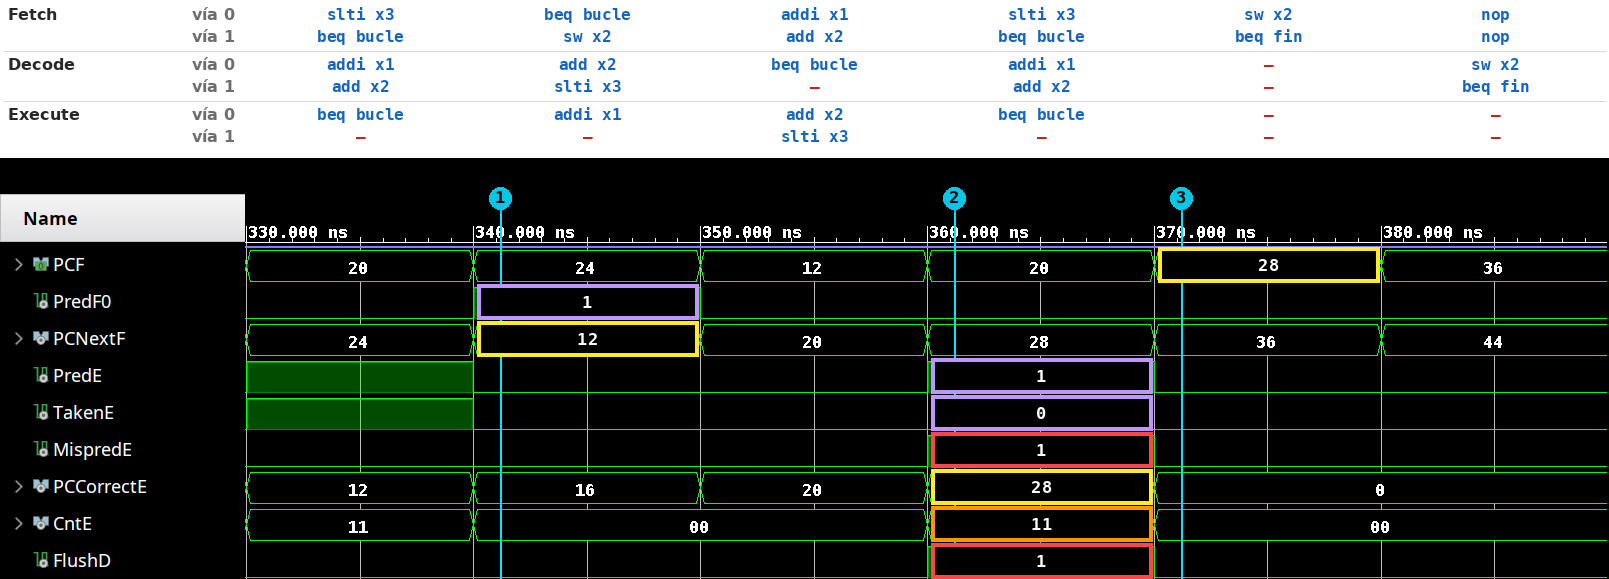 Fetch vía 0 slti x3 beq bucle addi x1 slti x3 sw x2 nop
vía 1 beq bucle sw x2 add x2 beq bucle beq fin nop
Decode vía 0 addi x1 add x2 beq bucle addi x1 — sw x2
vía 1 add x2 slti x3 — add x2 — beq fin
Execute vía 0 beq bucle addi x1 add x2 beq bucle — —
vía 1 — — slti x3 — — —
1 2 3
Name 330.000 ns 340.000 ns 350.000 ns 360.000 ns 370.000 ns 380.000 ns
PCF 20 24 12 20 28 36
PredF0 1
PCNextF 24 12 20 28 36 44
PredE 1
TakenE 0
MispredE 1
PCCorrectE 12 16 20 28 0
CntE 11 00 11 00
FlushD 1